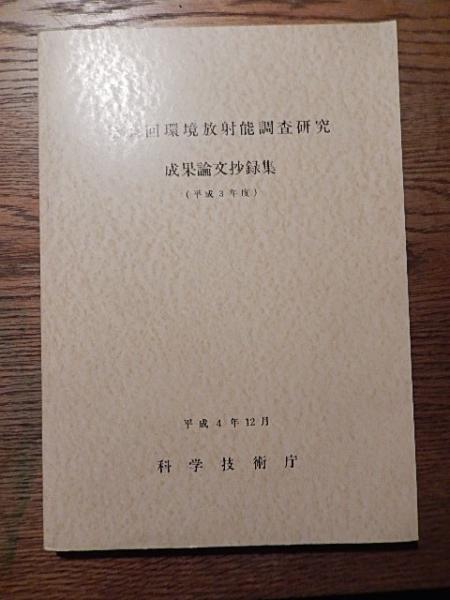 回環境放射能調査研究
成果論文抄録集
(平成3年度)
平成4年12月
科学技術庁